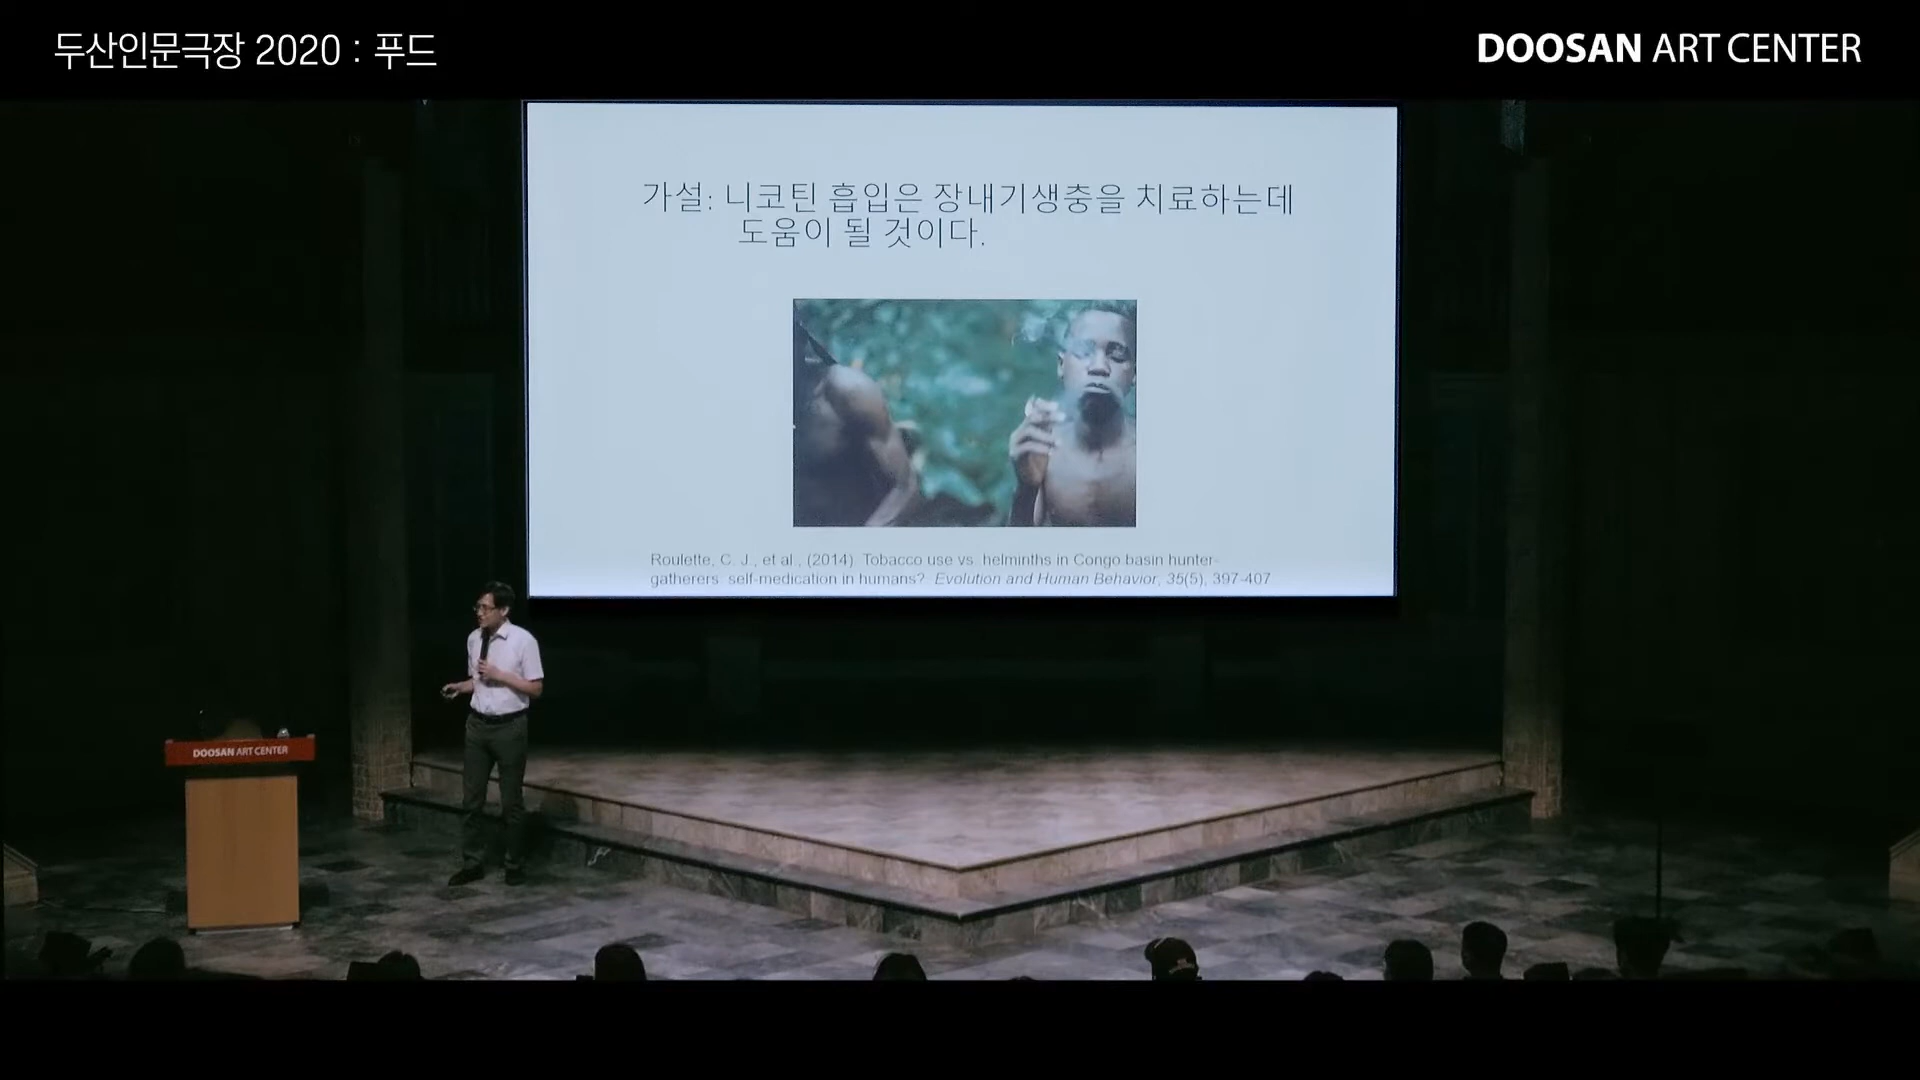 두산인문극장 2020 : 푸드
DOOSAN ART CENTER
가설: 니코틴 흡입은 장내기생충을 치료하는데
도움이 될 것이다.
Roulette, C. J., et al., (2014). Tobacco use vs. helminths in Congo basin hunter-
gatherers: self-medication in humans? Evolution and Human Behavior, 35(5), 397-407
DOOSAN ART CENTER